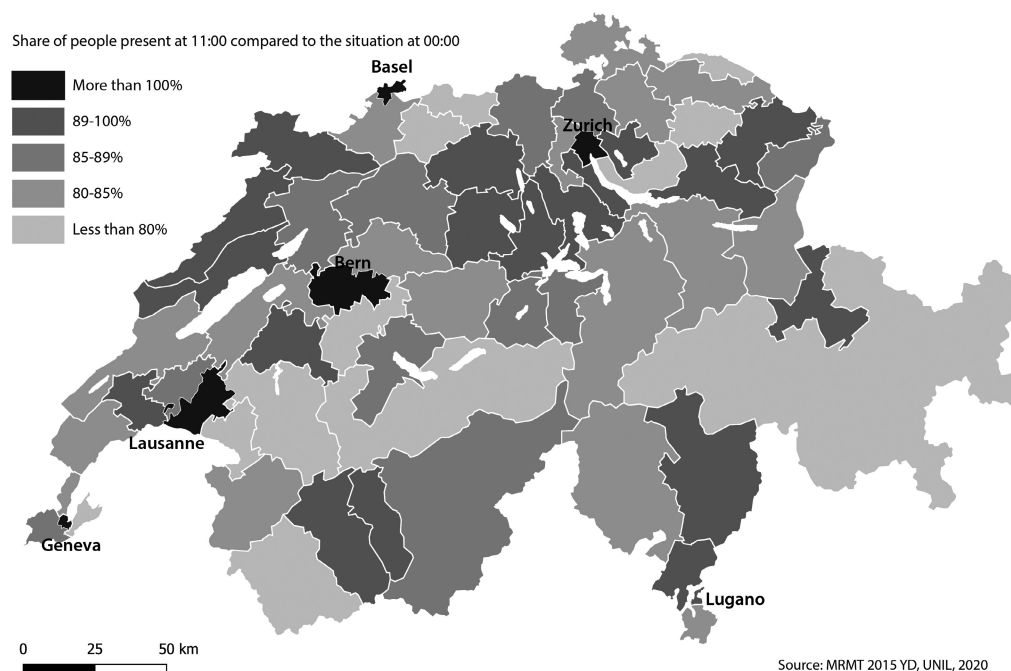 Share of people present at 11:00 compared to the situation at 00:00
More than 100%
89-100%
85-89%
80-85%
Less than 80%
Basel
Zurich
Bern
Lausanne
Geneva
Lugano
0 25 50 km
Source: MRMT 2015 YD, UNIL, 2020